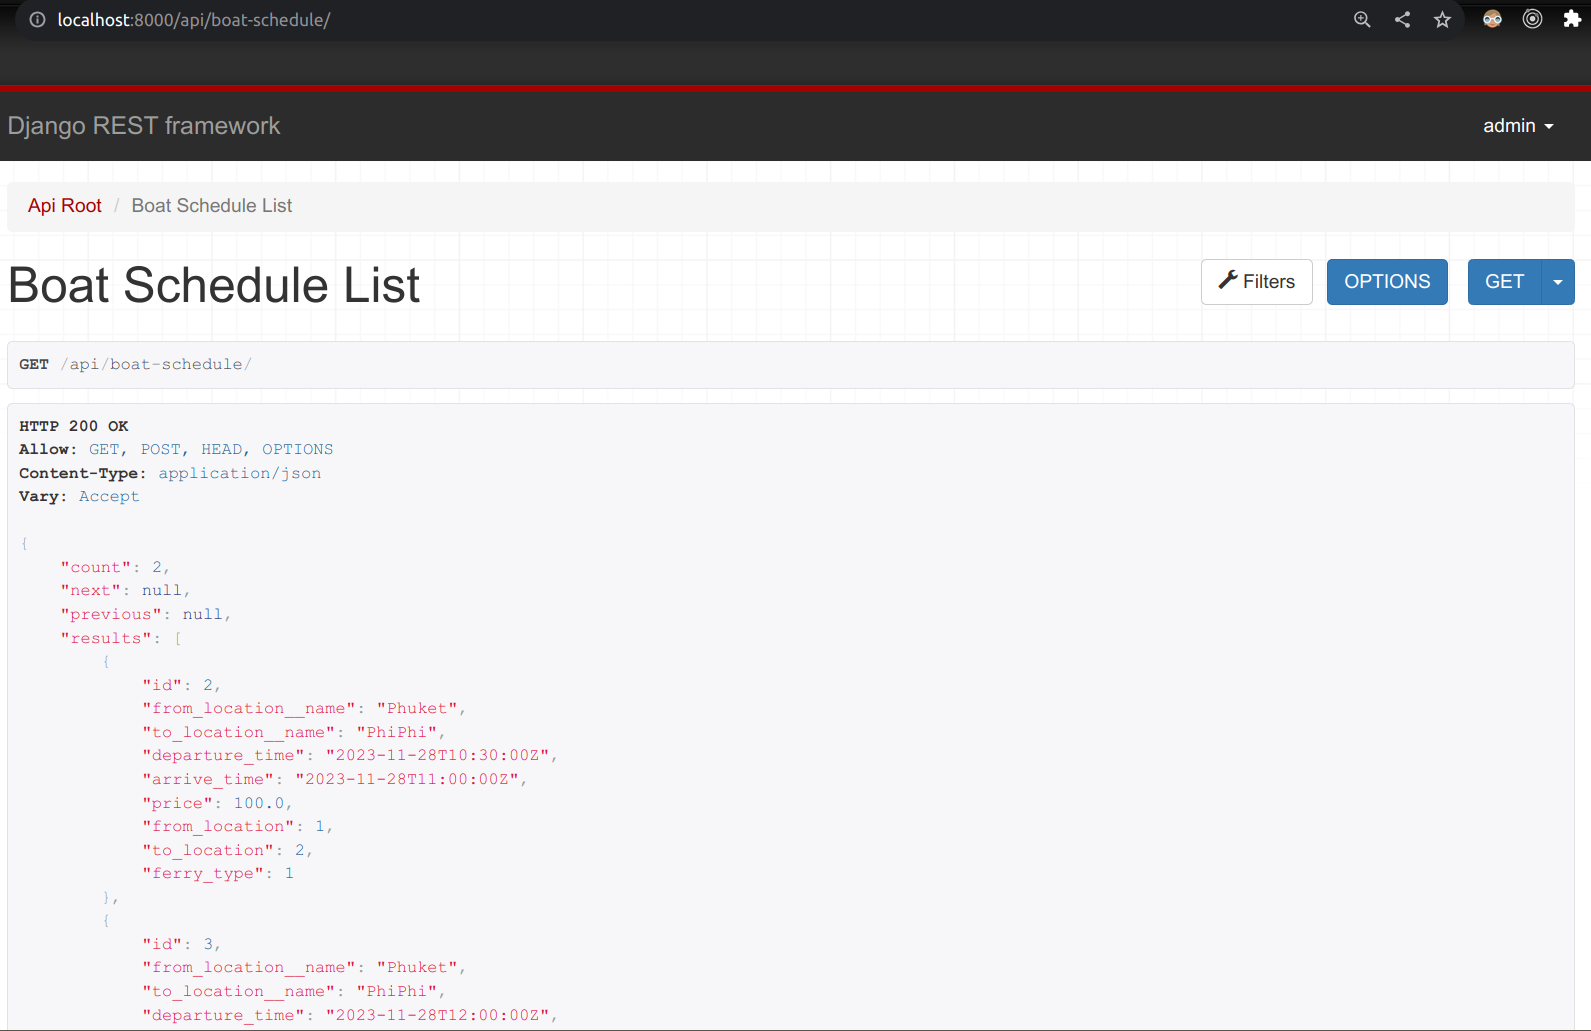 localhost:8000/api/boat-schedule/
Django REST framework
admin
Api Root / Boat Schedule List
Boat Schedule List
Filters
OPTIONS
GET
GET /api/boat-schedule/
HTTP 200 OK
Allow: GET, POST, HEAD, OPTIONS
Content-Type: application/json
Vary: Accept
{
"count": 2,
"next": null,
"previous": null,
"results": [
{
"id": 2,
"from_location__name": "Phuket",
"to_location__name": "PhiPhi",
"departure_time": "2023-11-28T10:30:00Z",
"arrive_time": "2023-11-28T11:00:00Z",
"price": 100.0,
"from_location": 1,
"to_location": 2,
"ferry_type": 1
},
{
"id": 3,
"from_location__name": "Phuket",
"to_location__name": "PhiPhi",
"departure_time": "2023-11-28T12:00:00Z",